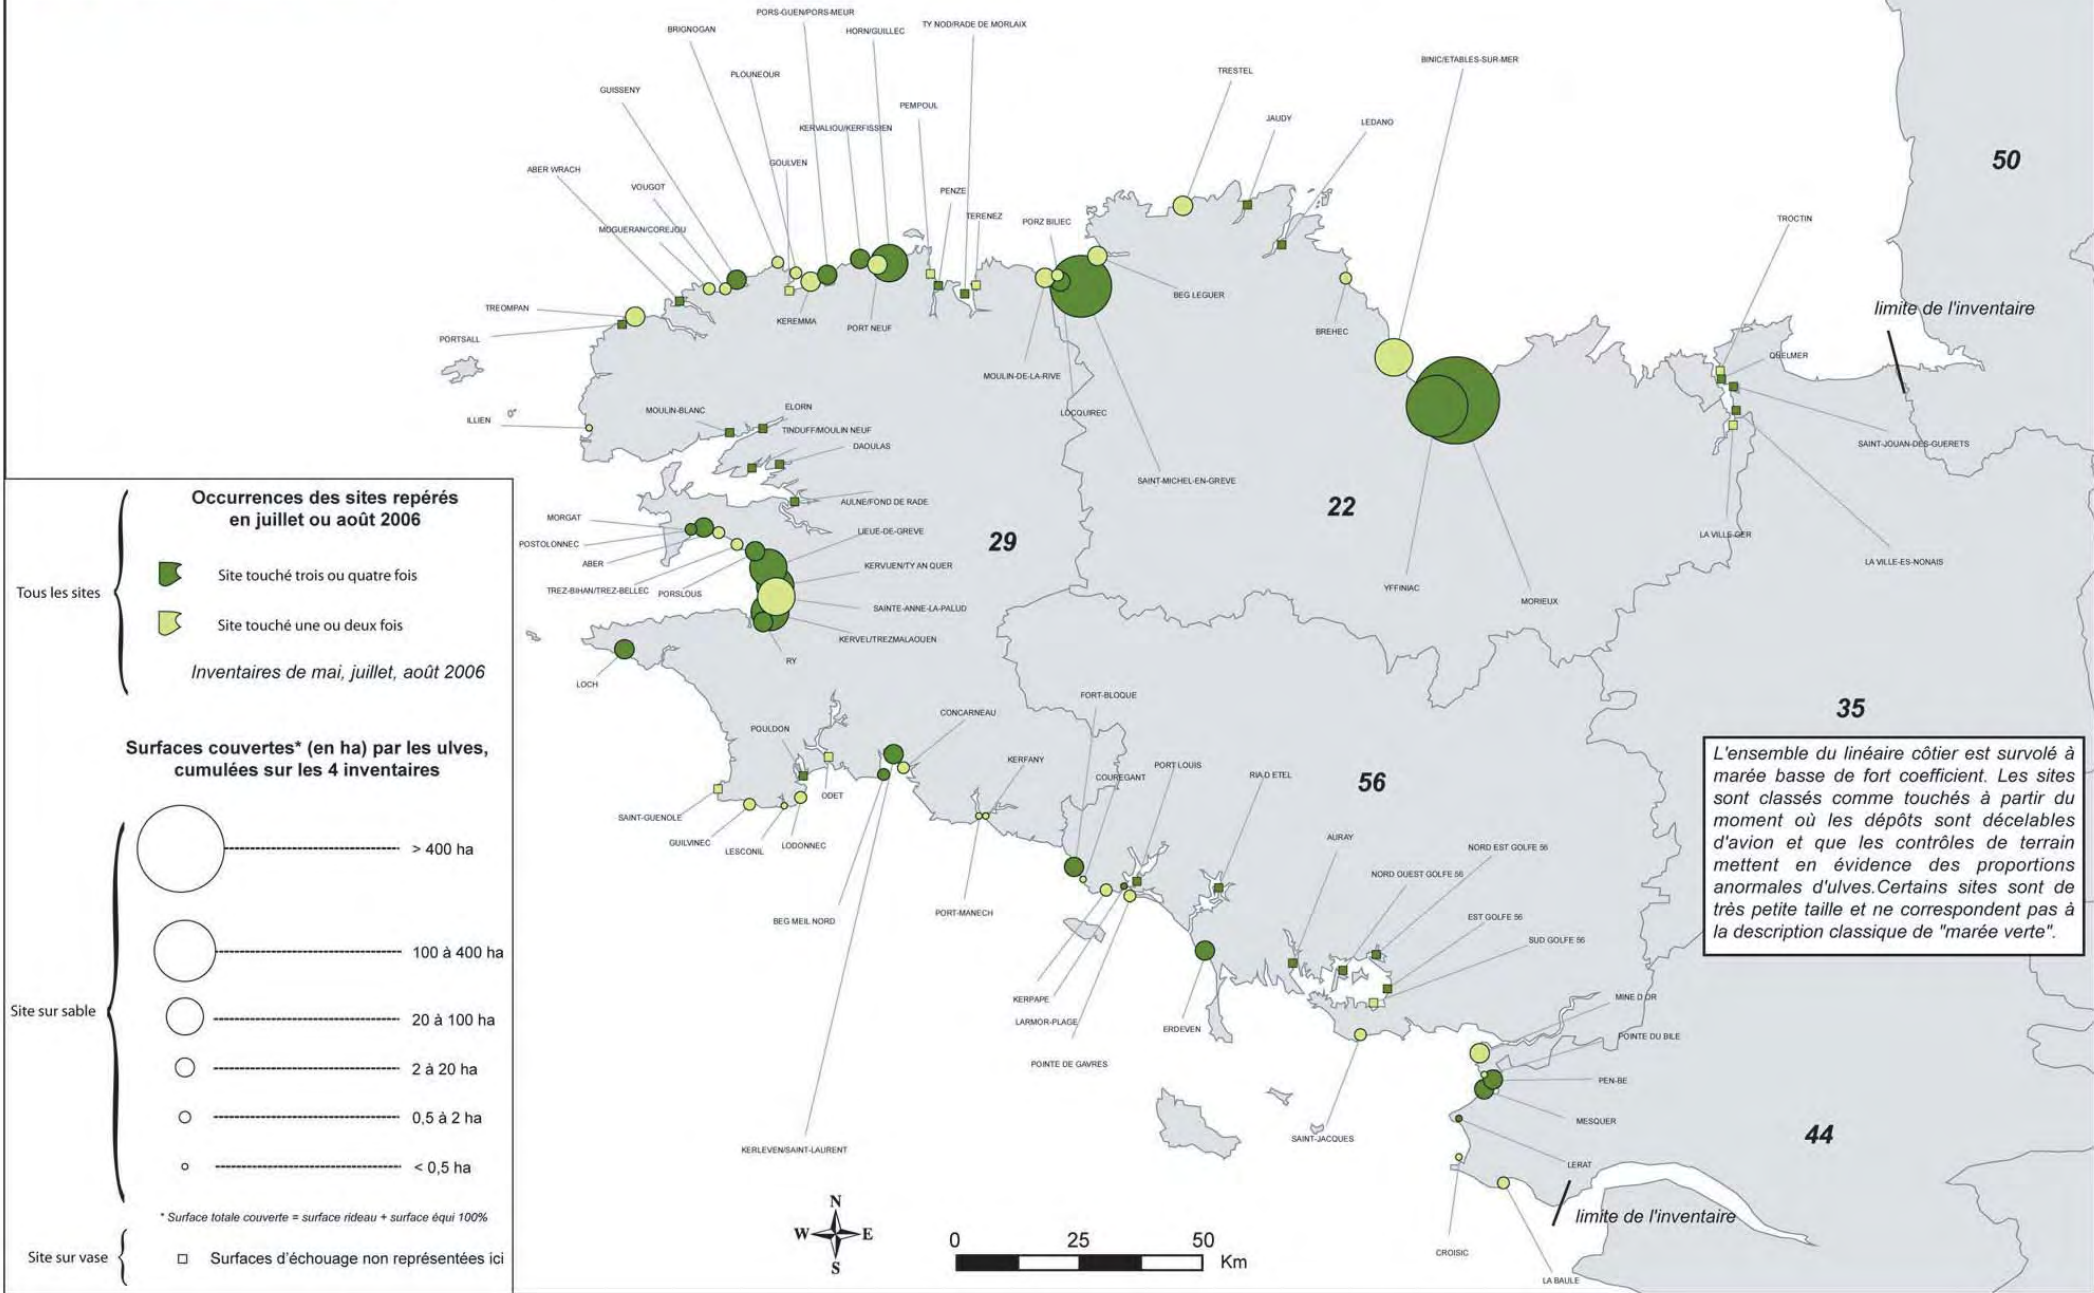 PORS-GUEN/PORS-MEUR
BRIGNOGAN
HORN/GUILLEC
TY NOD/RADE DE MORLAIX
BINIC/ETABLES-SUR-MER
PLOUNEOUR
TRESTEL
GUISSENY
PEMPOUL
JAUDY
LEDANO
KERVALIOU/KERFISSIEN
50
GOULVEN
ABER WRACH
VOUGOT
PENZE
TERENEZ
PORZ BILIEC
TROCTIN
MOGUERAN/COREJOU
BEG LEGUER
limite de l'inventaire
TREOMPAN
KEREMMA
PORT NEUF
BREHEC
PORTSALL
QUELMER
MOULIN-DE-LA-RIVE
ILLIEN
MOULIN-BLANC
ELORN
LOCQUIREC
TINDUFF/MOULIN NEUF
DAOULAS
SAINT-JOUAN-DES-GUERETS
SAINT-MICHEL-EN-GREVE
AULNE/FOND DE RADE
22
MORGAT
LIEUE-DE-GREVE
LA VILLE-GER
POSTOLONNEC
29
ABER
KERVIJEN/TY AN QUER
LA VILLE-ES-NONAIS
TREZ-BIHAN/TREZ-BELLEC
PORSLOUS
YFFINIAC
MORIEUX
SAINTE-ANNE-LA-PALUD
KERVEL/TREZMALAOUEN
RY
LOCH
FORT-BLOQUE
35
CONCARNEAU
POULDON
KERFANY
COUREGANT
PORT LOUIS
RIA D ETEL
56
ODET
SAINT-GUENOLE
GUILVINEC
LESCONIL
LODONNEC
AURAY
NORD EST GOLFE 56
NORD OUEST GOLFE 56
BEG MEIL NORD
PORT-MANECH
EST GOLFE 56
SUD GOLFE 56
KERPAPE
LARMOR-PLAGE
ERDEVEN
MINE D OR
POINTE DU BILE
POINTE DE GAVRES
PEN-BE
MESQUER
44
KERLEVEN/SAINT-LAURENT
SAINT-JACQUES
LERAT
limite de l'inventaire
CROISIC
LA BAULE
L'ensemble du linéaire côtier est survolé à
marée basse de fort coefficient. Les sites
sont classés comme touchés à partir du
moment où les dépôts sont décelables
d'avion et que les contrôles de terrain
mettent en évidence des proportions
anormales d'ulves.Certains sites sont de
très petite taille et ne correspondent pas à
la description classique de "marée verte".
Occurrences des sites repérés
en juillet ou août 2006
Tous les sites
Site touché trois ou quatre fois
Site touché une ou deux fois
Inventaires de mai, juillet, août 2006
Surfaces couvertes* (en ha) par les ulves,
cumulées sur les 4 inventaires
Site sur sable
> 400 ha
100 à 400 ha
20 à 100 ha
2 à 20 ha
0,5 à 2 ha
< 0,5 ha
* Surface totale couverte = surface rideau + surface équi 100%
Site sur vase
Surfaces d'échouage non représentées ici
N
W E
S
0 25 50
Km